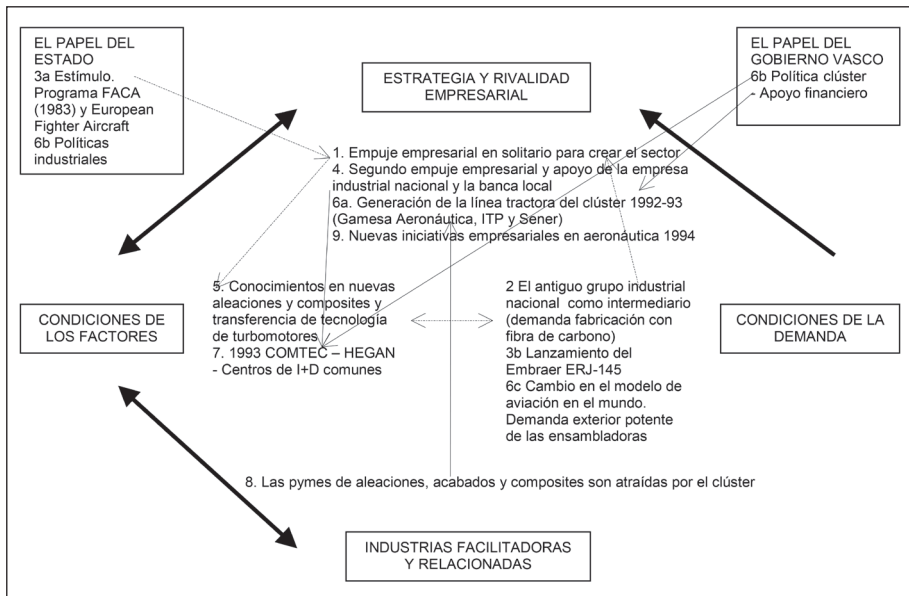 EL PAPEL DEL
ESTADO
3a Estímulo.
Programa FACA
(1983) y European
Fighter Aircraft
6b Políticas
industriales
ESTRATEGIA Y RIVALIDAD
EMPRESARIAL
EL PAPEL DEL
GOBIERNO VASCO
6b Política clúster
- Apoyo financiero
1. Empuje empresarial en solitario para crear el sector
4. Segundo empuje empresarial y apoyo de la empresa
industrial nacional y la banca local
6a. Generación de la línea tractora del clúster 1992-93
(Gamesa Aeronáutica, ITP y Sener)
9. Nuevas iniciativas empresariales en aeronáutica 1994
CONDICIONES DE
LOS FACTORES
5. Conocimientos en nuevas
aleaciones y composites y
transferencia de tecnología
de turbomotores
7. 1993 COMTEC – HEGAN
- Centros de I+D comunes
2 El antiguo grupo industrial
nacional como intermediario
(demanda fabricación con
fibra de carbono)
3b Lanzamiento del
Embraer ERJ-145
6c Cambio en el modelo de
aviación en el mundo.
Demanda exterior potente
de las ensambladoras
CONDICIONES DE LA
DEMANDA
8. Las pymes de aleaciones, acabados y composites son atraídas por el clúster
INDUSTRIAS FACILITADORAS
Y RELACIONADAS